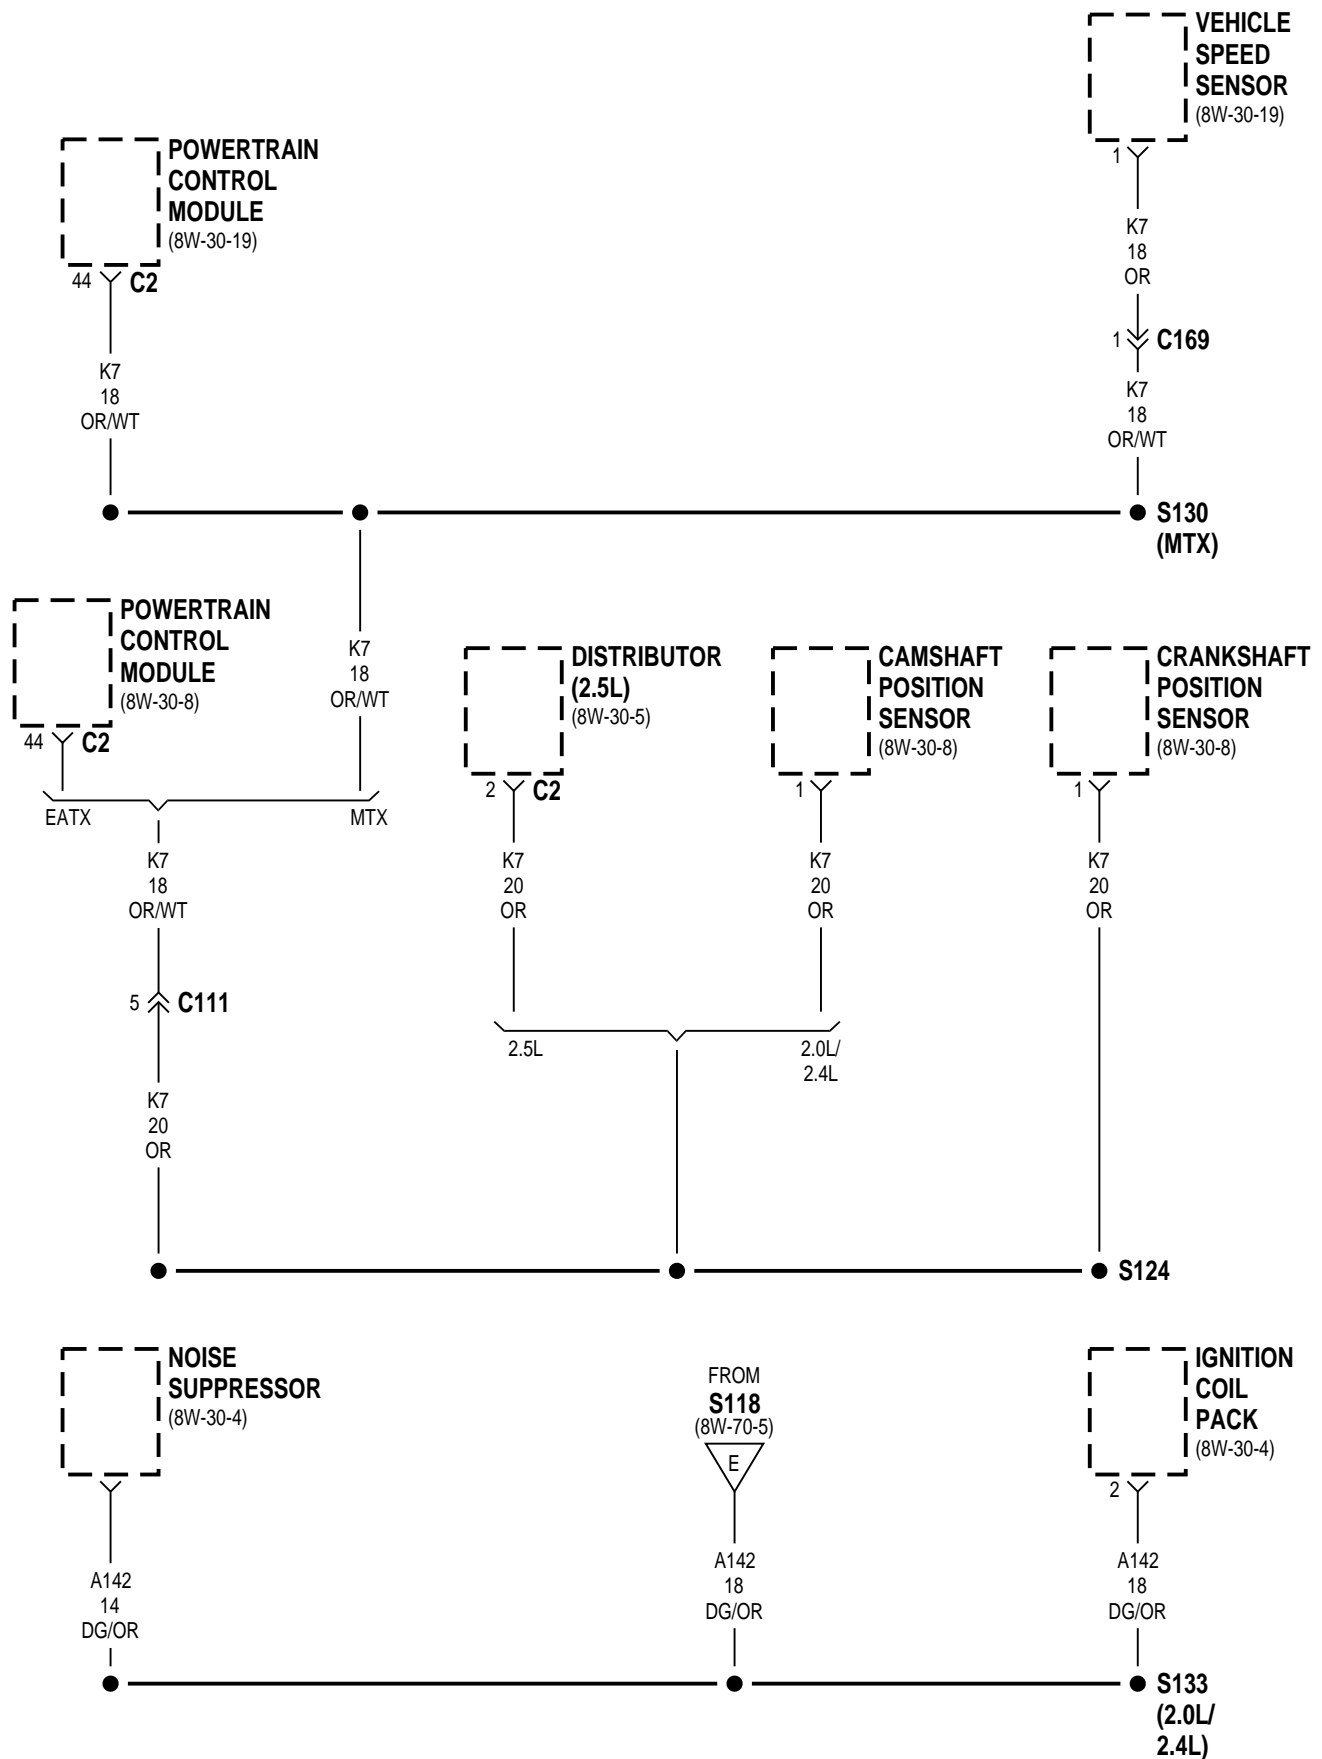 VEHICLE
SPEED
SENSOR
(8W-30-19)
1
K7
18
OR
1
C169
K7
18
OR/WT
POWERTRAIN
CONTROL
MODULE
(8W-30-19)
44
C2
K7
18
OR/WT
S130
(MTX)
POWERTRAIN
CONTROL
MODULE
(8W-30-8)
44
C2
K7
18
OR/WT
EATX
MTX
K7
18
OR/WT
5
C111
K7
20
OR
DISTRIBUTOR
(2.5L)
(8W-30-5)
2
C2
K7
20
OR
2.5L
CAMSHAFT
POSITION
SENSOR
(8W-30-8)
1
K7
20
OR
2.0L/
2.4L
CRANKSHAFT
POSITION
SENSOR
(8W-30-8)
1
K7
20
OR
S124
NOISE
SUPPRESSOR
(8W-30-4)
A142
14
DG/OR
FROM
S118
(8W-70-5)
E
A142
18
DG/OR
IGNITION
COIL
PACK
(8W-30-4)
2
A142
18
DG/OR
S133
(2.0L/
2.4L)